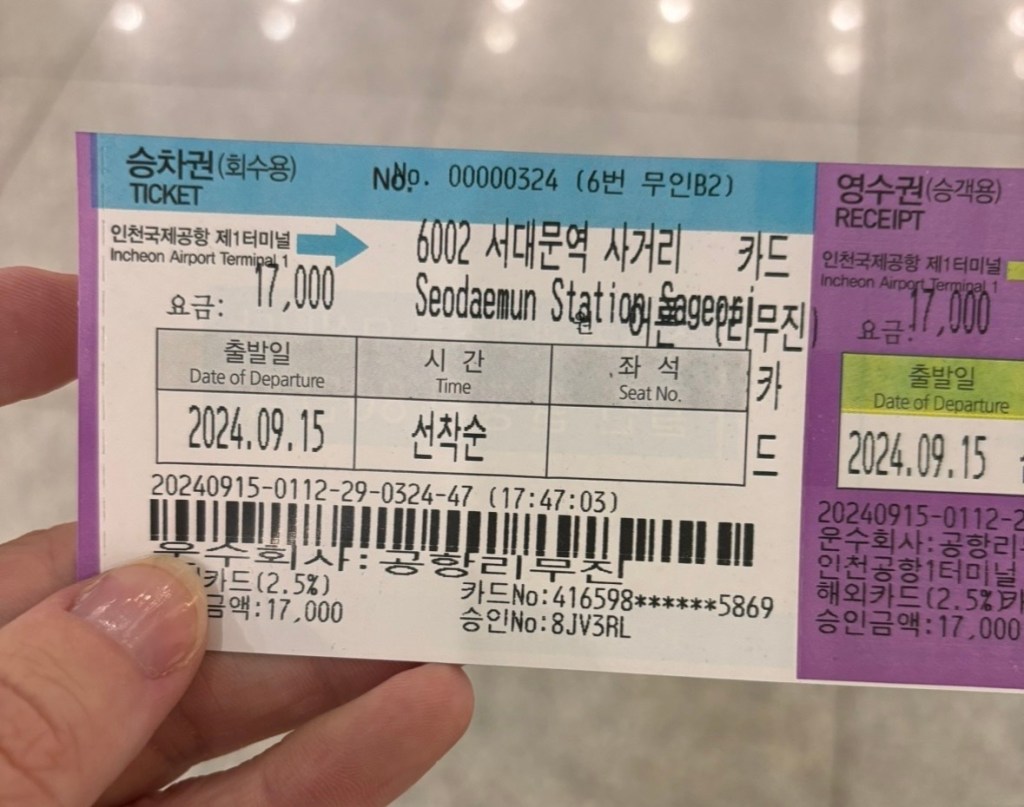 승차권(회수용)
TICKET
No. No. 00000324 (6번 무인B2)
인천국제공항 제1터미널
Incheon Airport Terminal 1
6002 서대문역 사거리 카드
Seodaemun Station Sageori
요금: 17,000 원 어른 (리무진)
출발일 시 간 좌 석 카
Date of Departure Time Seat No.
2024.09.15 선착순 드
20240915-0112-29-0324-47 (17:47:03)
운수회사:공항리무진
카드(2.5%) 카드No:416598******5869
금액:17,000 승인No:8JV3RL
영수권(승객용)
RECEIPT
인천국제공항 제1터미널
Incheon Airport Terminal 1
요금: 17,000
출발일
Date of Departure
2024.09.15
20240915-0112-2
운수회사:공항리
인천공항1터미널
해외카드(2.5%)
승인금액:17,000